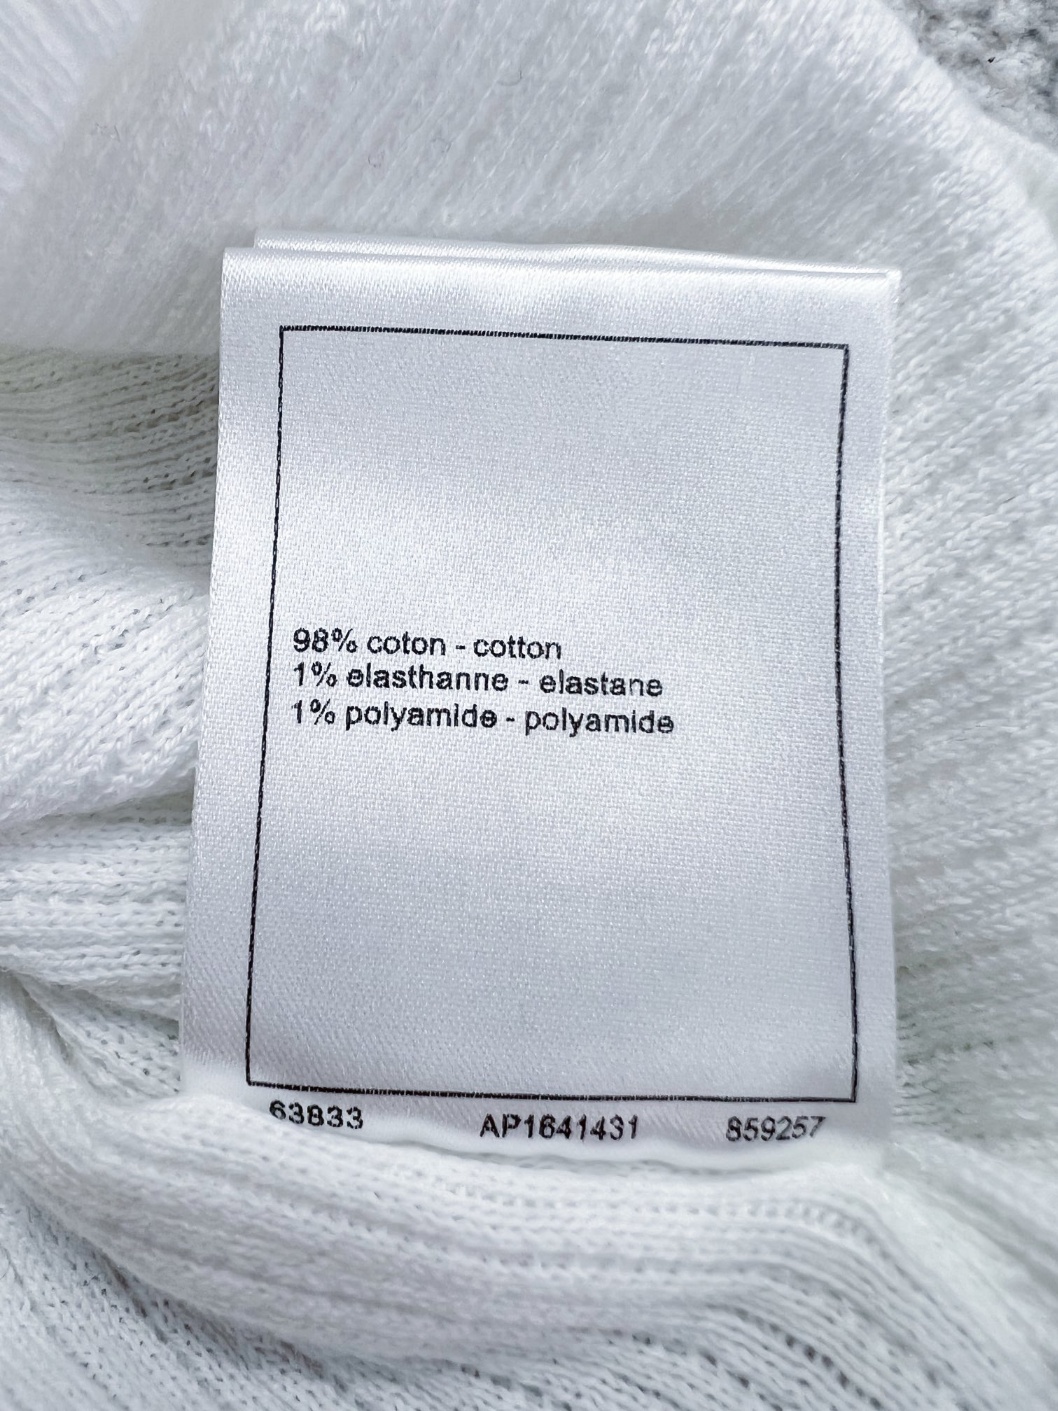 98% coton - cotton
1% elasthanne - elastane
1% polyamide - polyamide
63833 AP1641431 859257